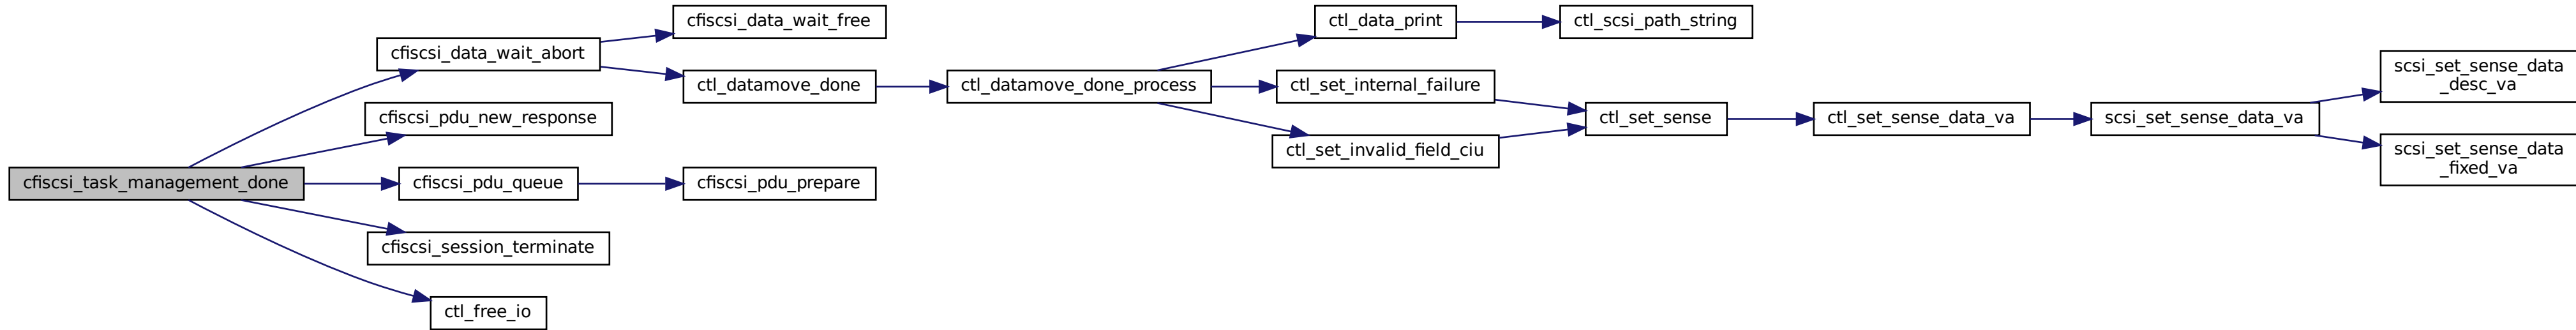 cfiscsi_task_management_done
cfiscsi_data_wait_abort
cfiscsi_pdu_new_response
cfiscsi_pdu_queue
cfiscsi_session_terminate
ctl_free_io
cfiscsi_data_wait_free
ctl_datamove_done
cfiscsi_pdu_prepare
ctl_datamove_done_process
ctl_data_print
ctl_set_internal_failure
ctl_set_invalid_field_ciu
ctl_scsi_path_string
ctl_set_sense
ctl_set_sense_data_va
scsi_set_sense_data_va
scsi_set_sense_data
_desc_va
scsi_set_sense_data
_fixed_va